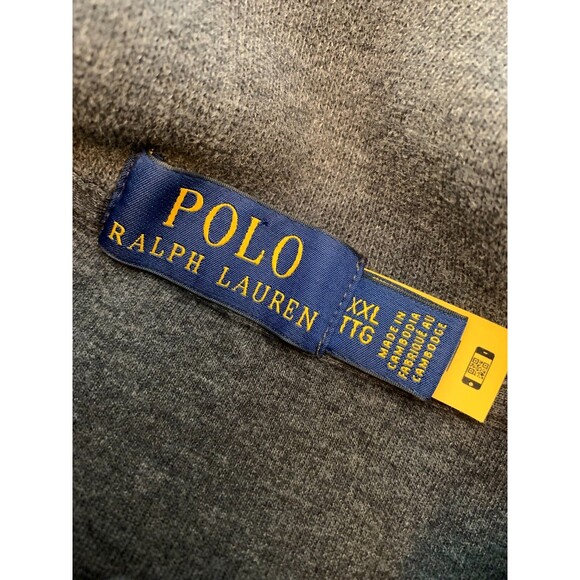 POLO
RALPH LAUREN
XXL
TTG
MADE IN
CAMBODIA
FABRIQUÉ AU
CAMBODGE